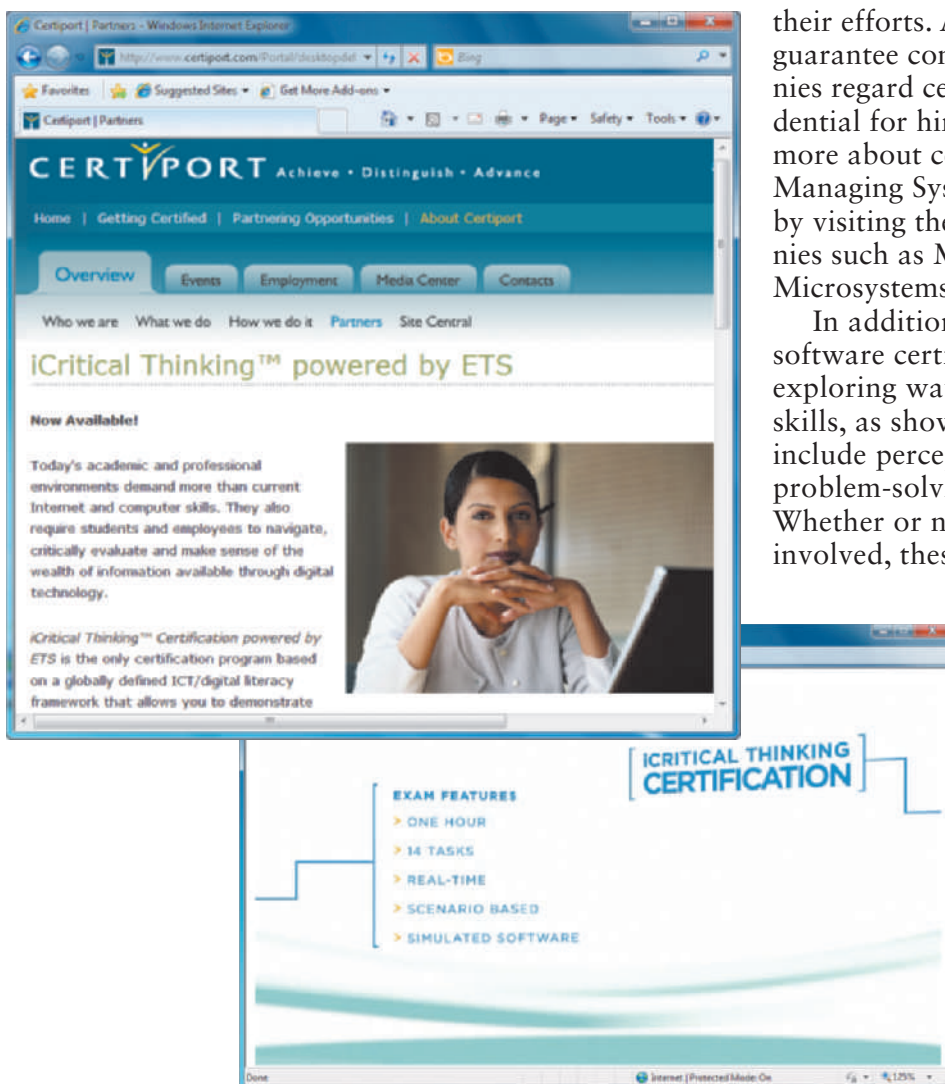 Certiport | Partners - Windows Internet Explorer
http://www.certiport.com/Portal/desktopdef
Bing
Favorites Suggested Sites Get More Add-ons
Certiport | Partners
Page Safety Tools
CERTIPORT Achieve • Distinguish • Advance
Home | Getting Certified | Partnering Opportunities | About Certiport
Overview Events Employment Media Center Contacts
Who we are What we do How we do it Partners Site Central
iCritical Thinking™ powered by ETS
Now Available!
Today's academic and professional
environments demand more than current
Internet and computer skills. They also
require students and employees to navigate,
critically evaluate and make sense of the
wealth of information available through digital
technology.
iCritical Thinking™ Certification powered by
ETS is the only certification program based
on a globally defined ICT/digital literacy
framework that allows you to demonstrate
their efforts. A
guarantee con
nies regard ce
dential for hir
more about c
Managing Sys
by visiting the
nies such as M
Microsystems
In addition
software certi
exploring wa
skills, as show
include perce
problem-solv
Whether or n
involved, thes
iCRITICAL THINKING
CERTIFICATION
EXAM FEATURES
> ONE HOUR
> 14 TASKS
> REAL-TIME
> SCENARIO BASED
> SIMULATED SOFTWARE
Done Internet | Protected Mode: On 125%